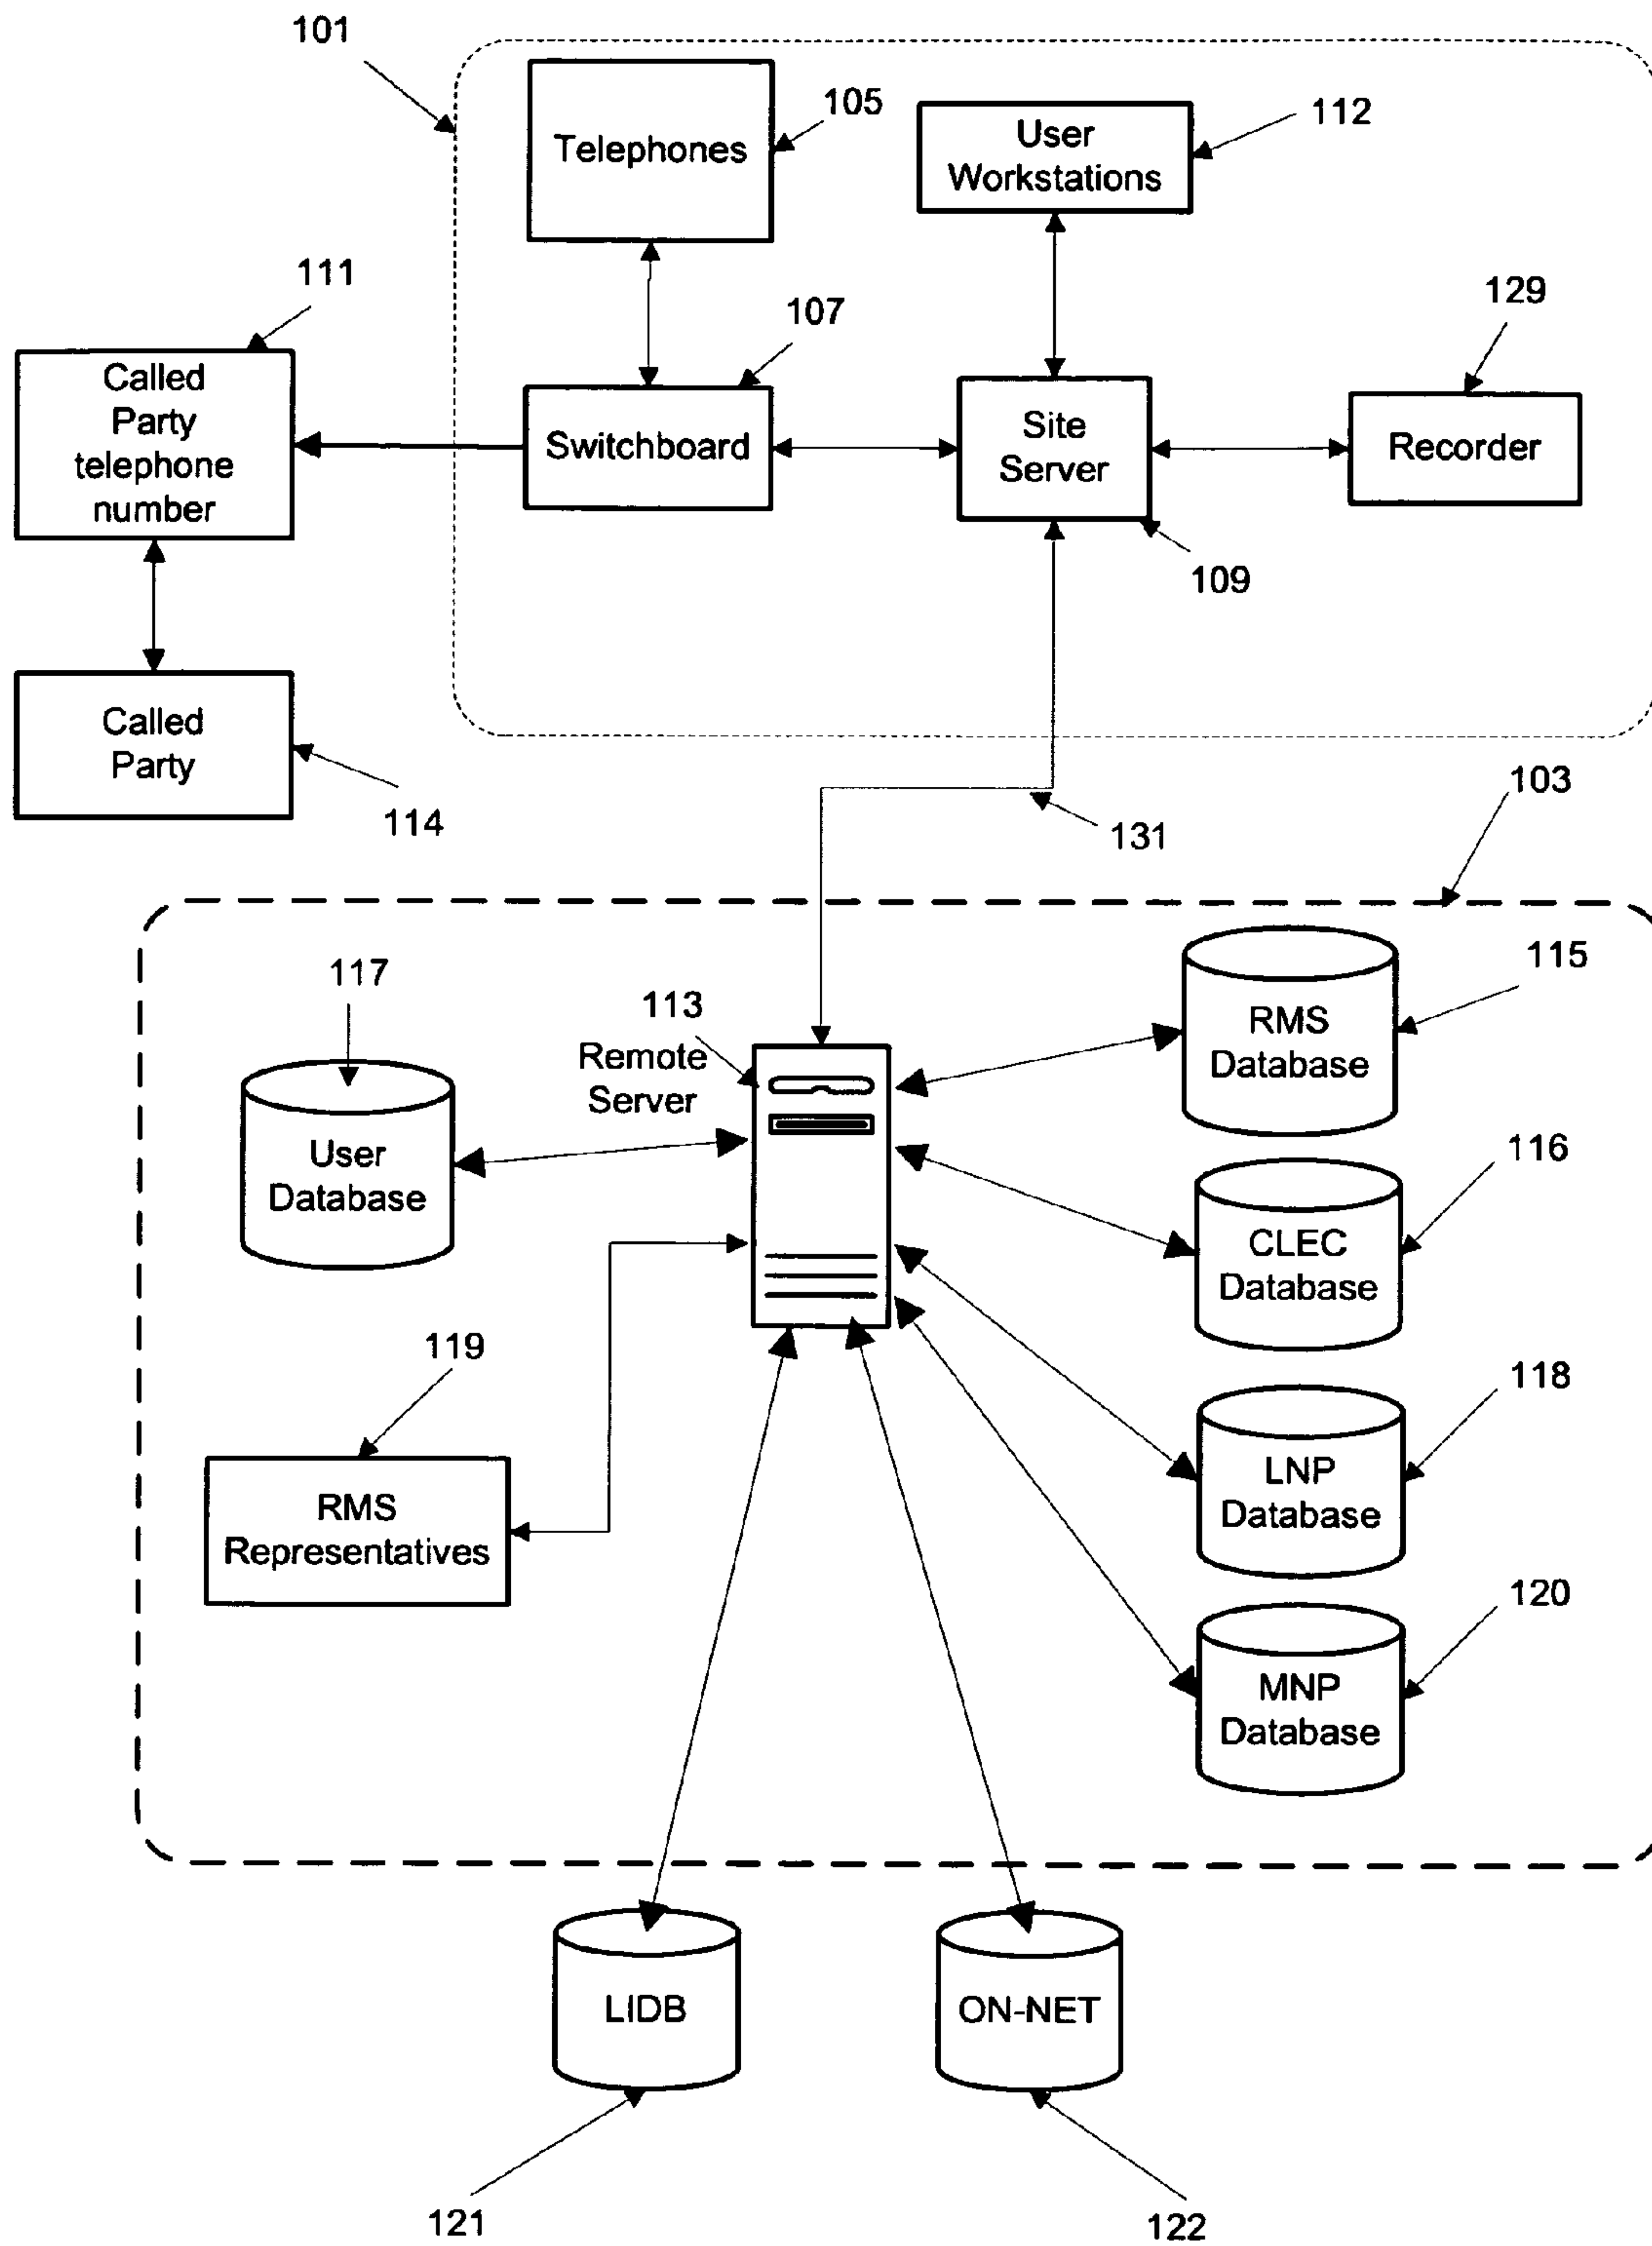 101
Telephones
105
User
Workstations
112
111
107
129
Called
Party
telephone
number
Switchboard
Site
Server
Recorder
109
Called
Party
114
103
131
117
113
Remote
Server
RMS
Database
115
User
Database
CLEC
Database
116
119
LNP
Database
118
RMS
Representatives
MNP
Database
120
LIDB
ON-NET
121
122